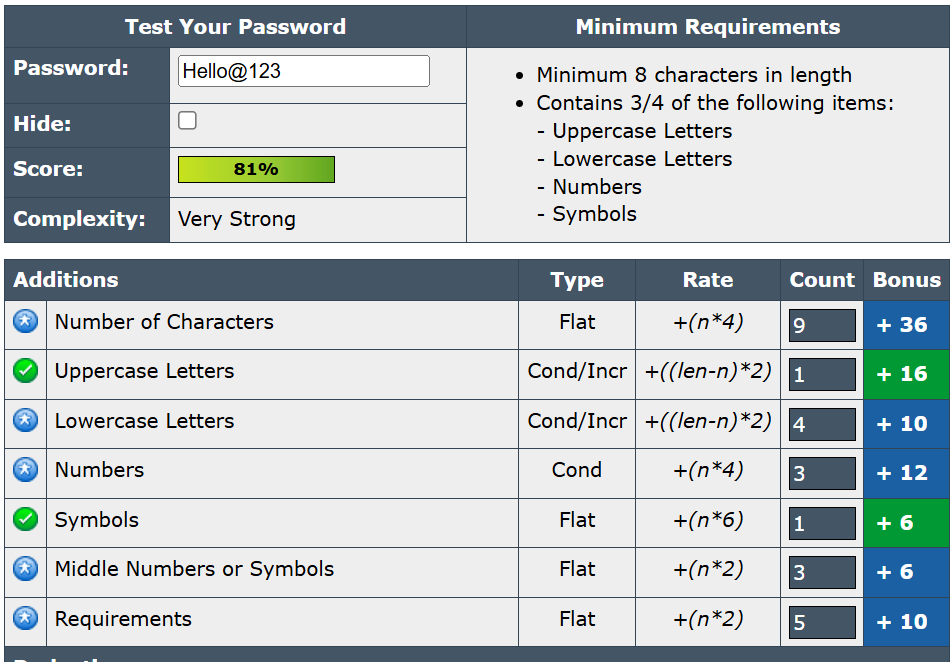 Test Your Password
Minimum Requirements
Password: Hello@123
Hide:
Score: 81%
Complexity: Very Strong
• Minimum 8 characters in length
• Contains 3/4 of the following items:
- Uppercase Letters
- Lowercase Letters
- Numbers
- Symbols
Additions Type Rate Count Bonus
Number of Characters Flat +(n*4) 9 + 36
Uppercase Letters Cond/Incr +((len-n)*2) 1 + 16
Lowercase Letters Cond/Incr +((len-n)*2) 4 + 10
Numbers Cond +(n*4) 3 + 12
Symbols Flat +(n*6) 1 + 6
Middle Numbers or Symbols Flat +(n*2) 3 + 6
Requirements Flat +(n*2) 5 + 10